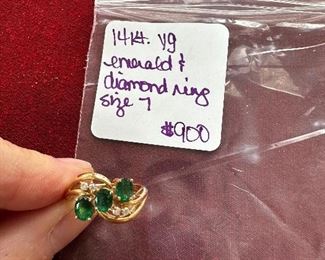 14kt. yg
emerald &
diamond ring
size 7
$900